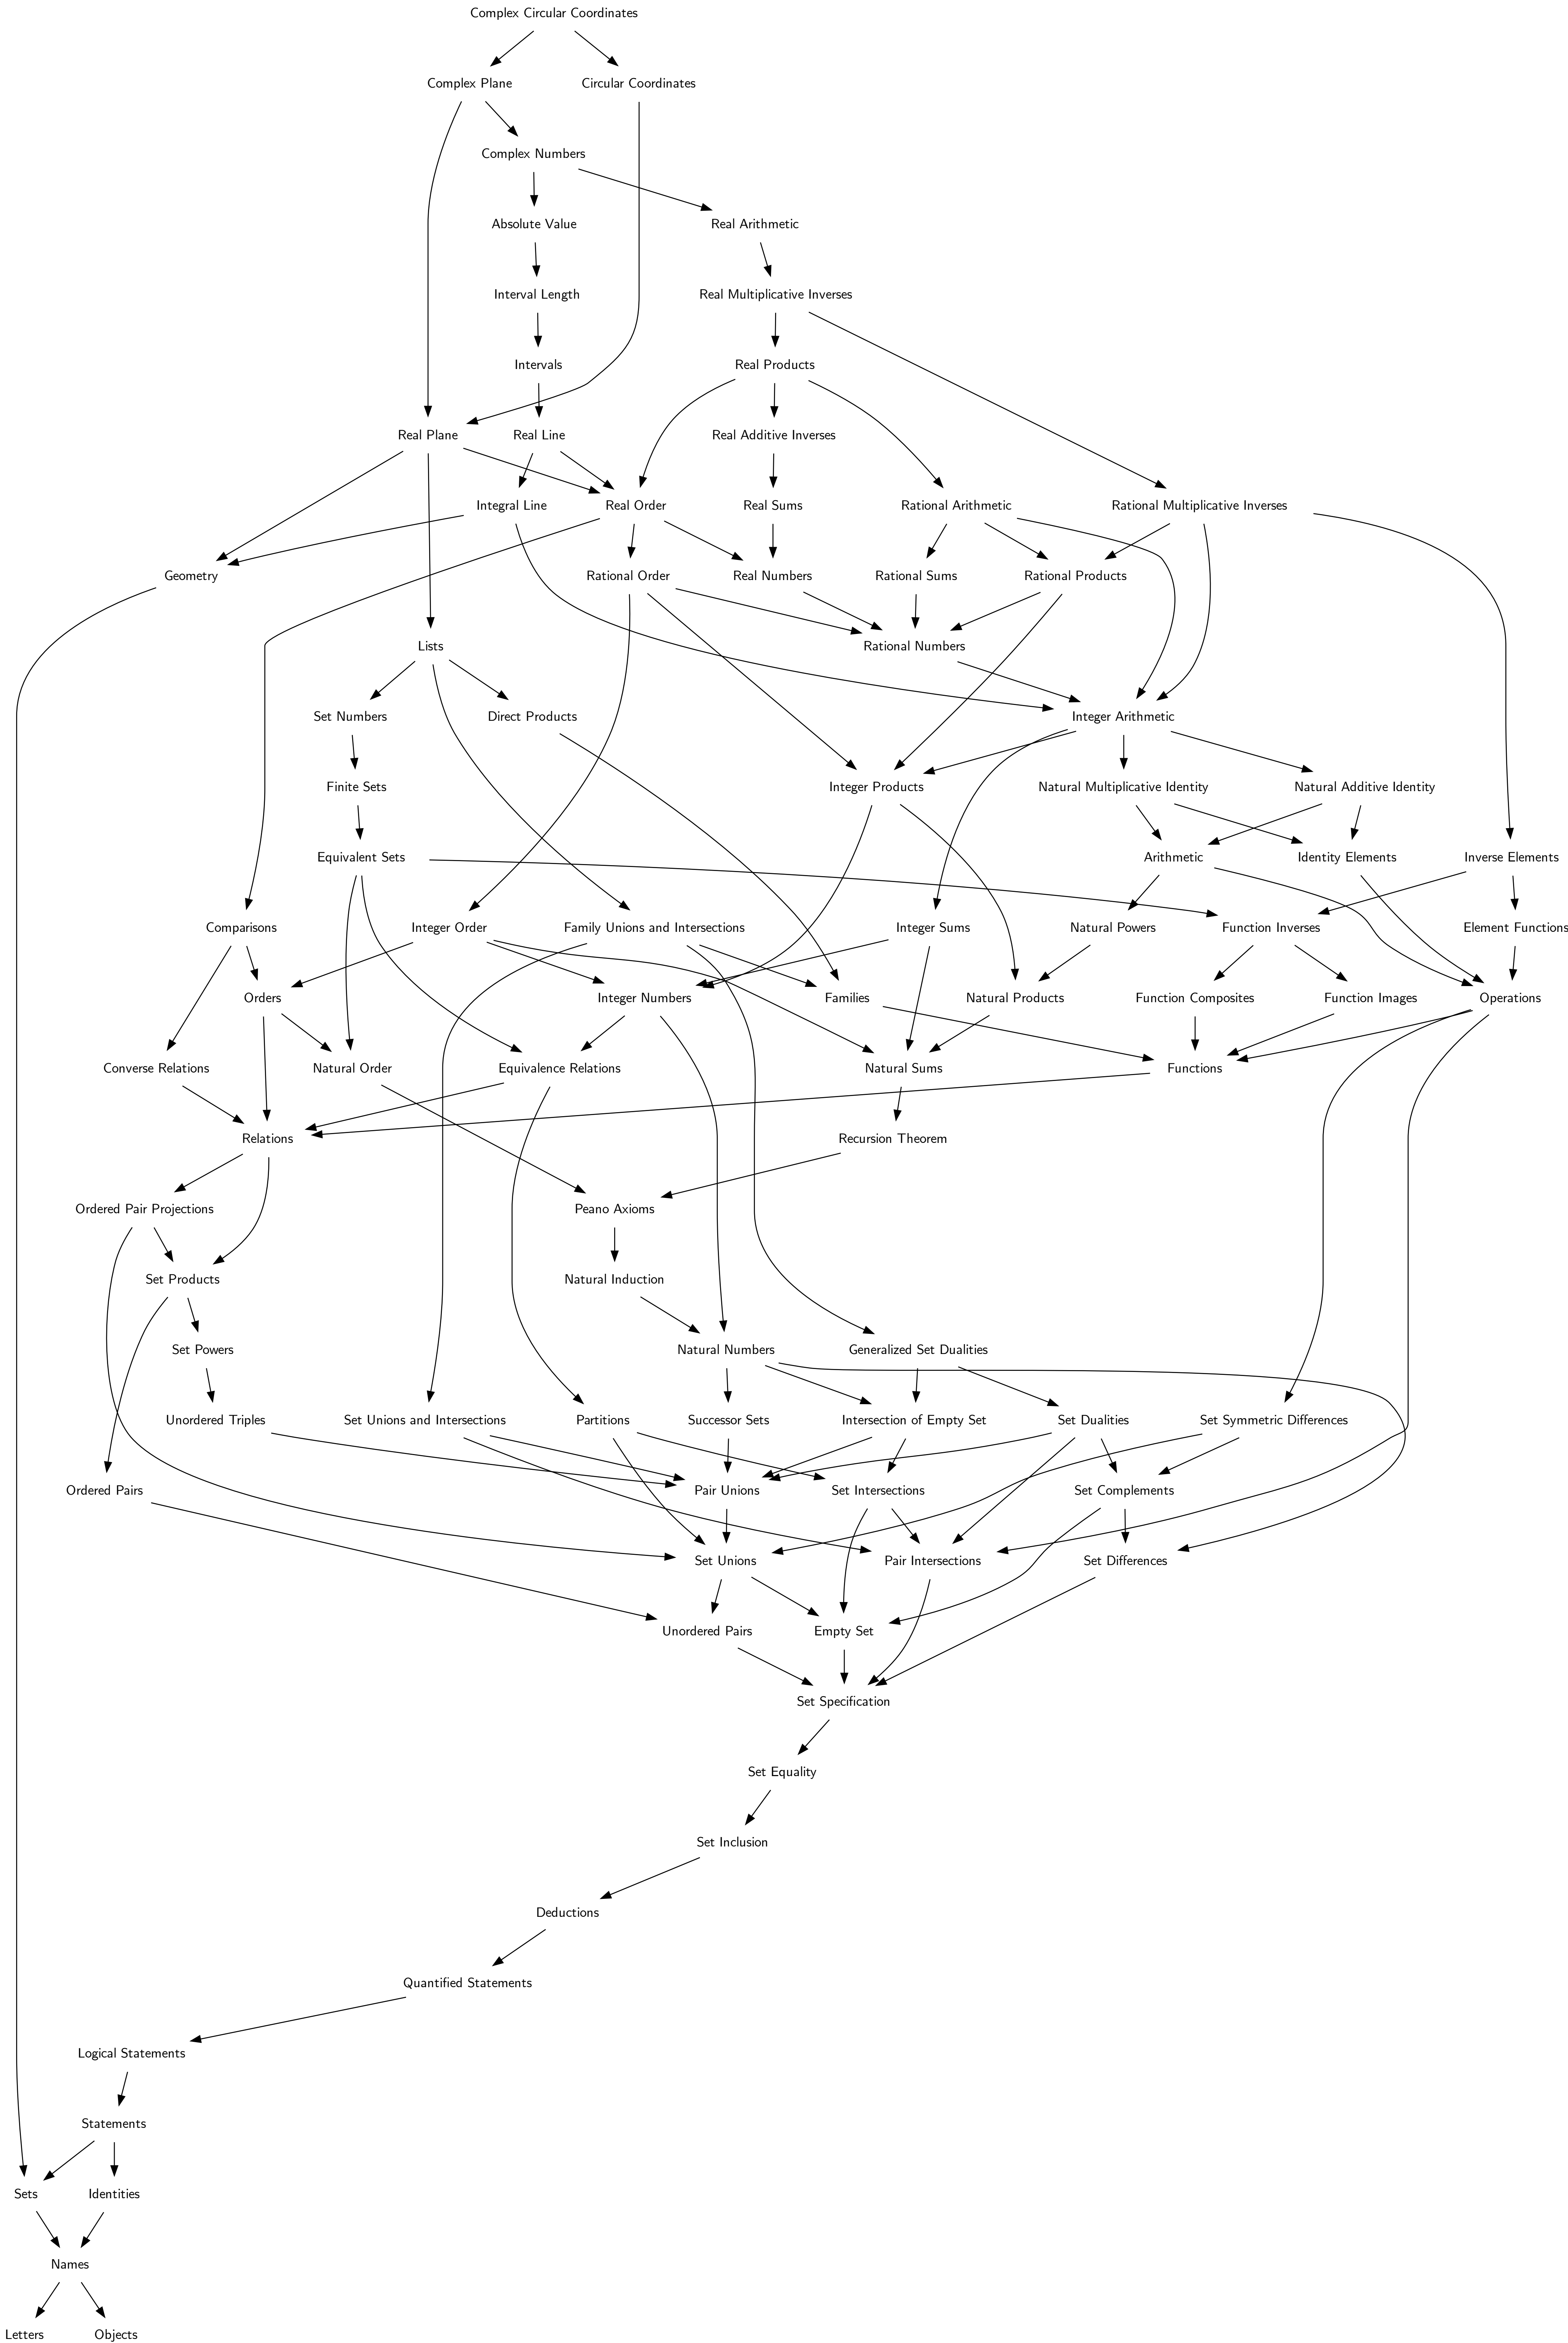 Complex Circular Coordinates
Complex Plane
Circular Coordinates
Complex Numbers
Absolute Value
Real Arithmetic
Interval Length
Real Multiplicative Inverses
Intervals
Real Products
Real Plane
Real Line
Real Additive Inverses
Integral Line
Real Order
Real Sums
Rational Arithmetic
Rational Multiplicative Inverses
Geometry
Rational Order
Real Numbers
Rational Sums
Rational Products
Lists
Rational Numbers
Set Numbers
Direct Products
Integer Arithmetic
Finite Sets
Integer Products
Natural Multiplicative Identity
Natural Additive Identity
Equivalent Sets
Arithmetic
Identity Elements
Inverse Elements
Comparisons
Integer Order
Family Unions and Intersections
Integer Sums
Natural Powers
Function Inverses
Element Functions
Orders
Integer Numbers
Families
Natural Products
Function Composites
Function Images
Operations
Converse Relations
Natural Order
Equivalence Relations
Natural Sums
Functions
Relations
Recursion Theorem
Ordered Pair Projections
Peano Axioms
Set Products
Natural Induction
Set Powers
Natural Numbers
Generalized Set Dualities
Unordered Triples
Set Unions and Intersections
Partitions
Successor Sets
Intersection of Empty Set
Set Dualities
Set Symmetric Differences
Ordered Pairs
Pair Unions
Set Intersections
Set Complements
Set Unions
Pair Intersections
Set Differences
Unordered Pairs
Empty Set
Set Specification
Set Equality
Set Inclusion
Deductions
Quantified Statements
Logical Statements
Statements
Sets
Identities
Names
Letters
Objects